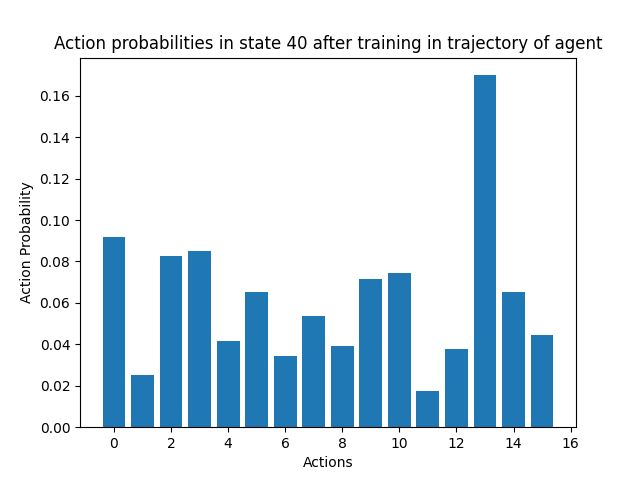 Action probabilities in state 40 after training in trajectory of agent
0.16
0.14
0.12
0.10
0.08
0.06
0.04
0.02
0.00
Action Probability
0 2 4 6 8 10 12 14 16
Actions